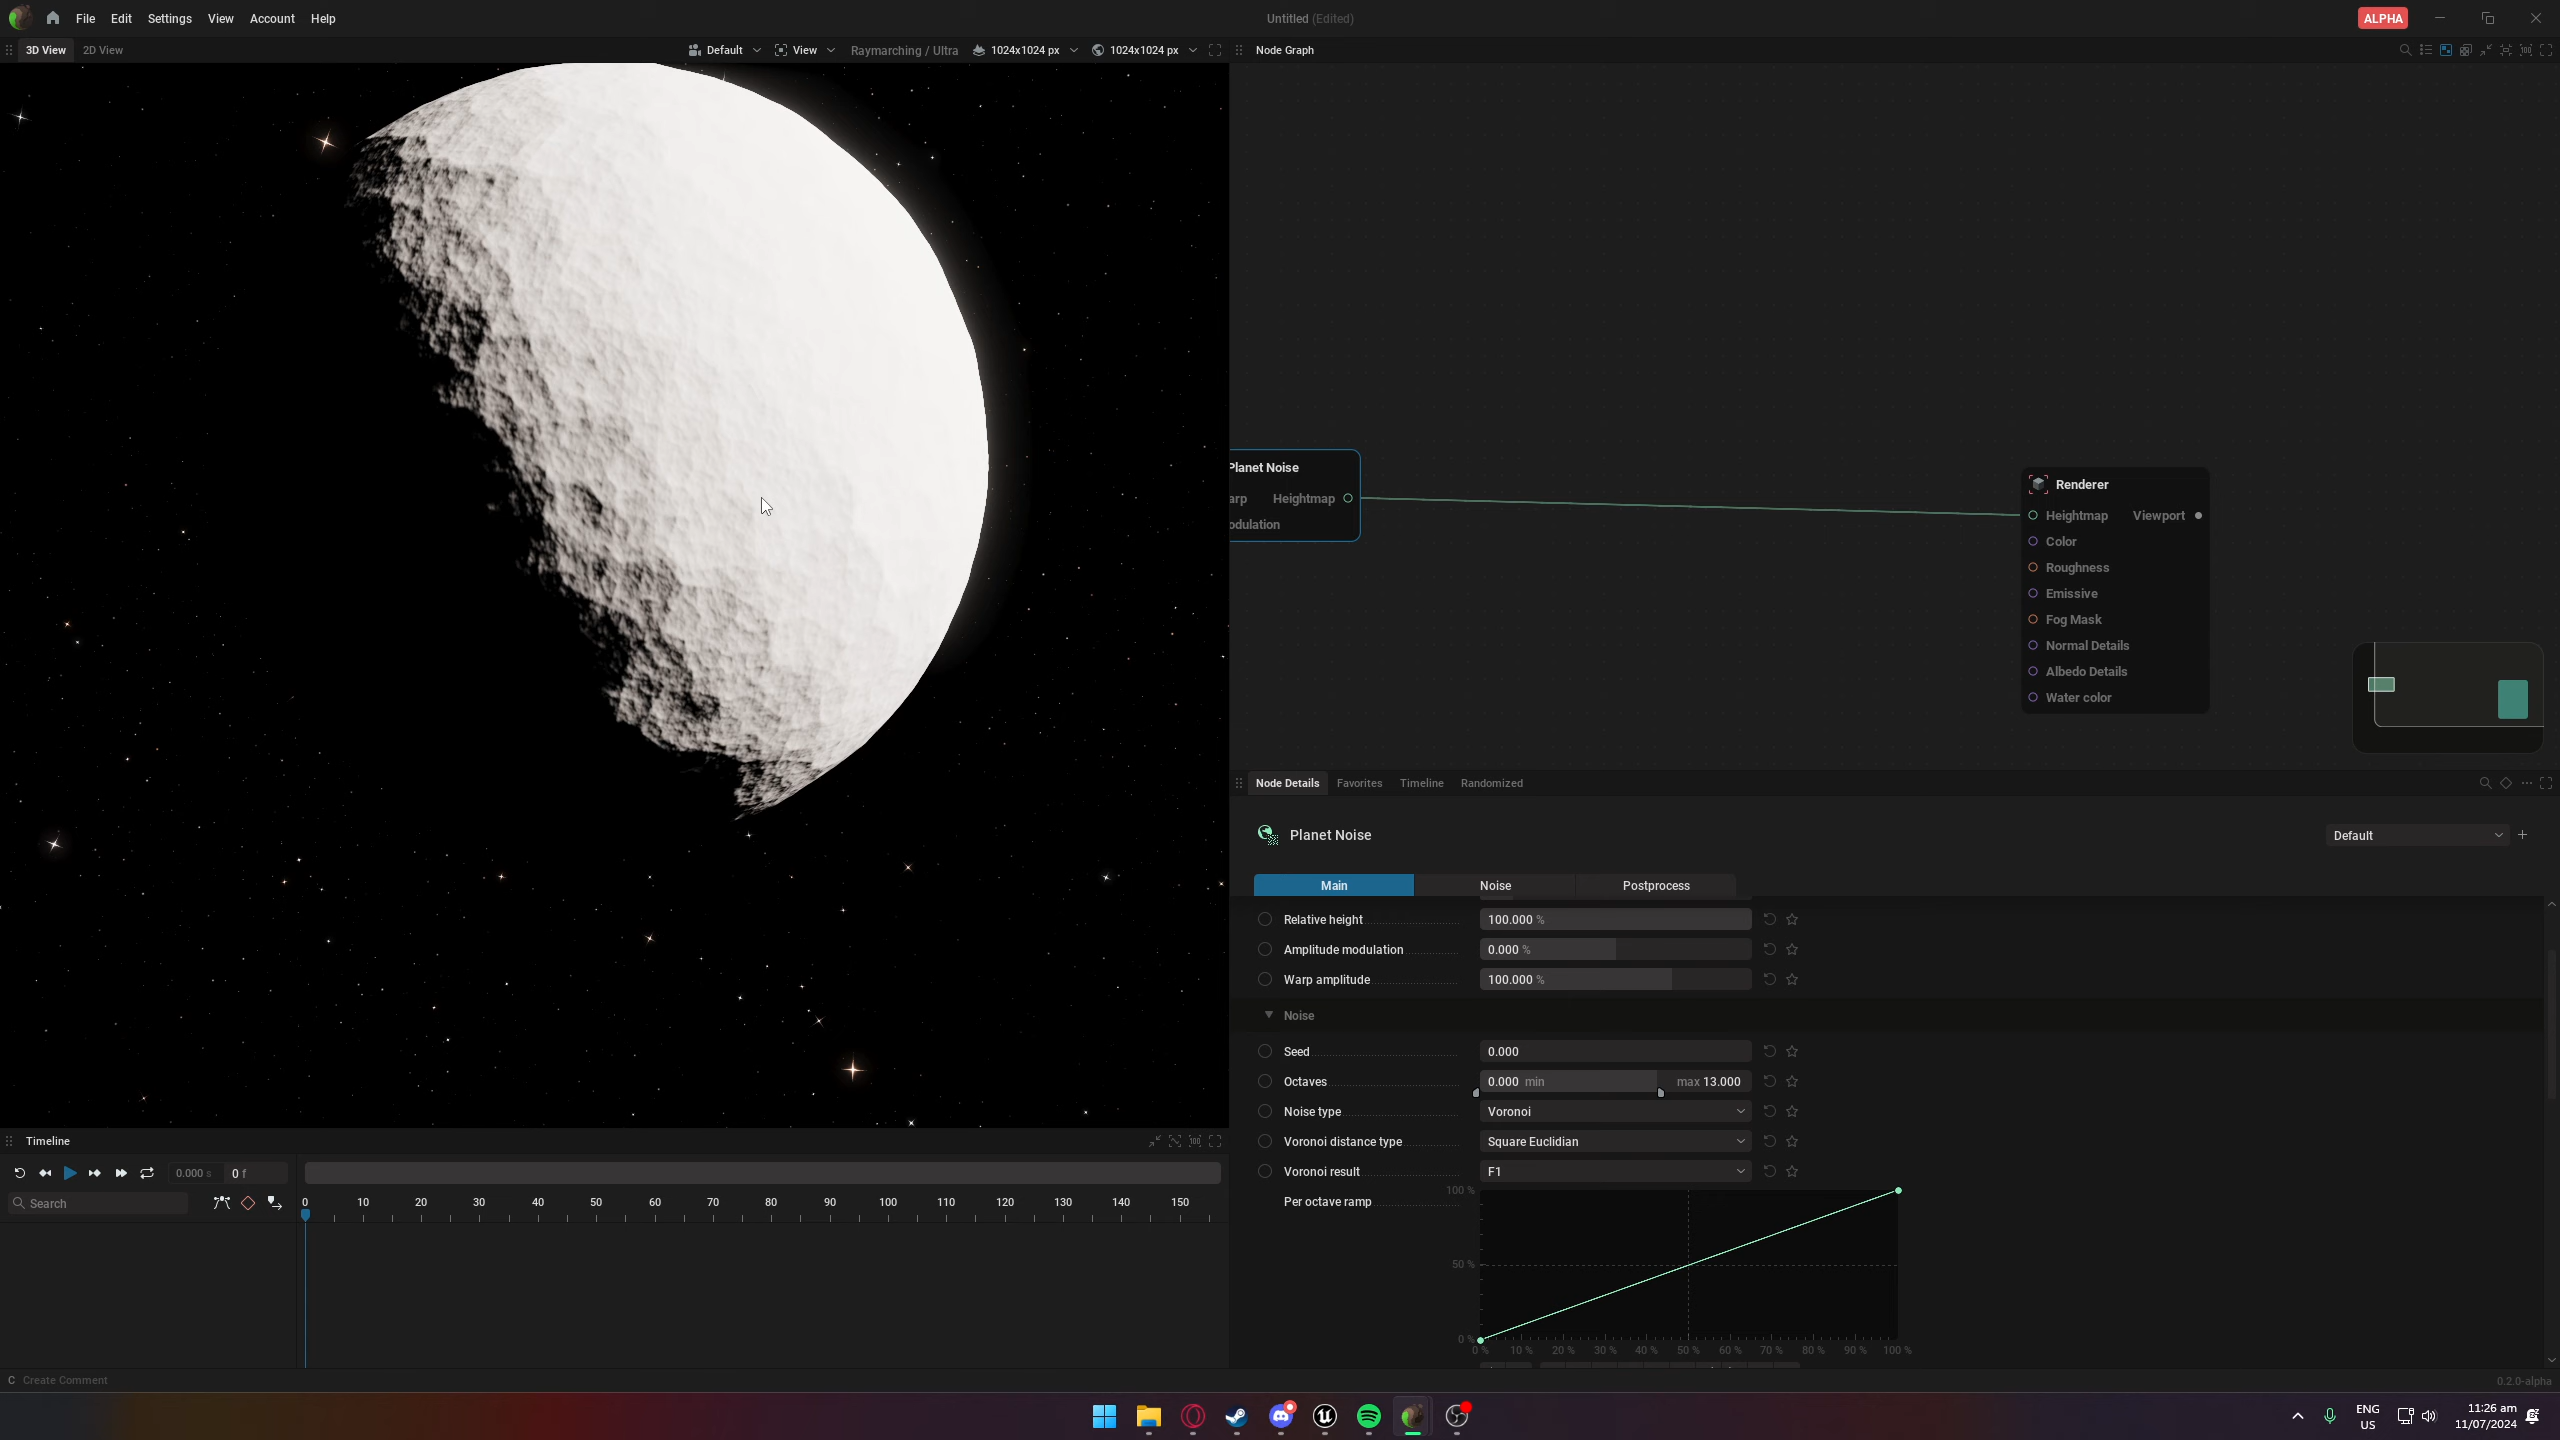 File Edit Settings View Account Help
Untitled (Edited)
ALPHA
3D View 2D View
Default View Raymarching / Ultra 1024x1024 px 1024x1024 px
Node Graph
Planet Noise
arp Heightmap
odulation
Renderer
Heightmap Viewport
Color
Roughness
Emissive
Fog Mask
Normal Details
Albedo Details
Water color
Node Details Favorites Timeline Randomized
Planet Noise
Default
Main Noise Postprocess
Relative height 100.000 %
Amplitude modulation 0.000 %
Warp amplitude 100.000 %
Noise
Seed 0.000
Octaves 0.000 min max 13.000
Noise type Voronoi
Voronoi distance type Square Euclidian
Voronoi result F1
Per octave ramp
100 %
50 %
0 %
0 % 10 % 20 % 30 % 40 % 50 % 60 % 70 % 80 % 90 % 100 %
Timeline
0.000 s 0 f
Search
0 10 20 30 40 50 60 70 80 90 100 110 120 130 140 150
C Create Comment
0.2.0-alpha
ENG
US
11:26 am
11/07/2024